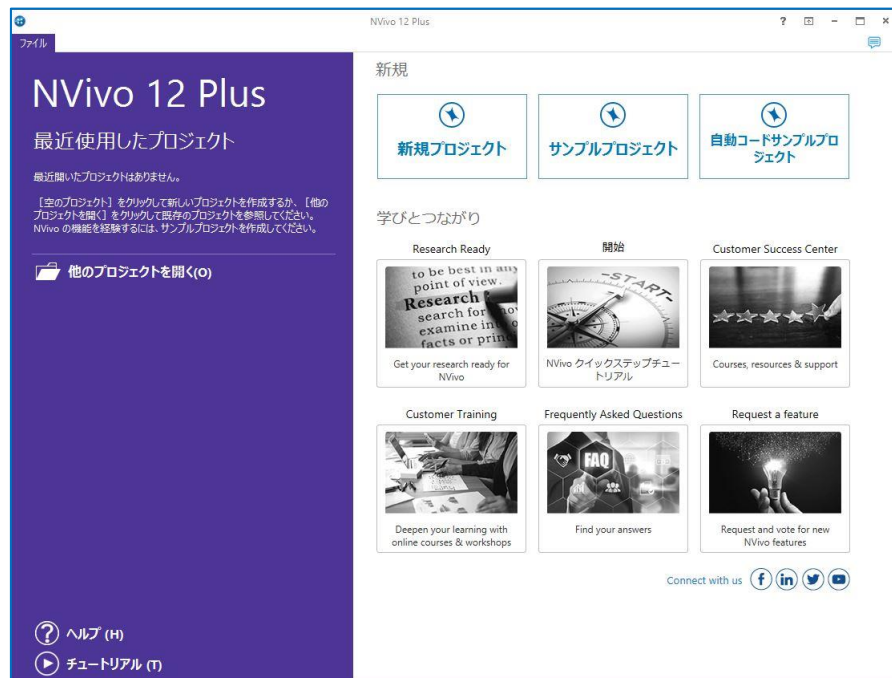 NVivo 12 Plus
ファイル
NVivo 12 Plus
最近使用したプロジェクト
最近開いたプロジェクトはありません。
［空のプロジェクト］をクリックして新しいプロジェクトを作成するか、［他の
プロジェクトを開く］をクリックして既存のプロジェクトを参照してください。
NVivo の機能を経験するには、サンプルプロジェクトを作成してください。
他のプロジェクトを開く(O)
ヘルプ (H)
チュートリアル (T)
新規
新規プロジェクト
サンプルプロジェクト
自動コードサンプルプロ
ジェクト
学びとつながり
Research Ready
to be best in any
point of view.
Research
search for
examine
facts or
Get your research ready for
NVivo
開始
START
NVivo クイックステップチュー
トリアル
Customer Success Center
Courses, resources & support
Customer Training
Deepen your learning with
online courses & workshops
Frequently Asked Questions
FAQ
Find your answers
Request a feature
Request and vote for new
NVivo features
Connect with us